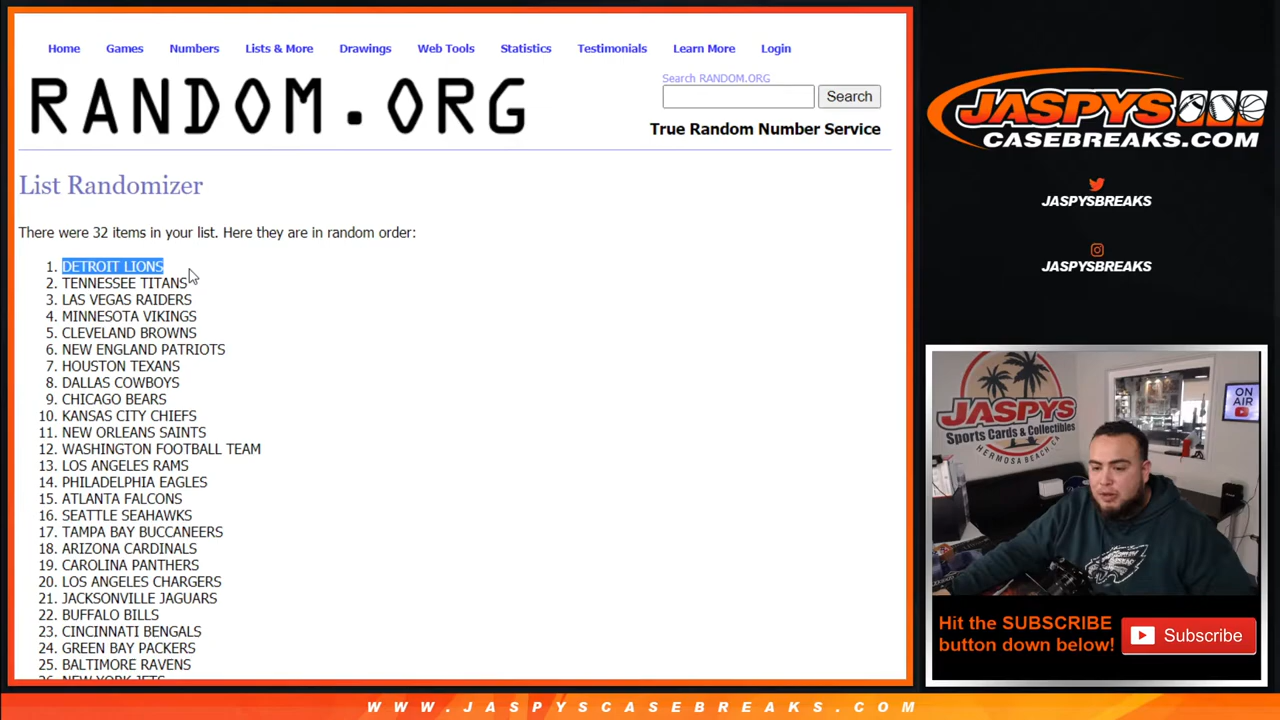 Home Games Numbers Lists & More Drawings Web Tools Statistics Testimonials Learn More Login
Search RANDOM.ORG
RANDOM.ORG
Search
True Random Number Service
List Randomizer
There were 32 items in your list. Here they are in random order:
1. DETROIT LIONS
2. TENNESSEE TITANS
3. LAS VEGAS RAIDERS
4. MINNESOTA VIKINGS
5. CLEVELAND BROWNS
6. NEW ENGLAND PATRIOTS
7. HOUSTON TEXANS
8. DALLAS COWBOYS
9. CHICAGO BEARS
10. KANSAS CITY CHIEFS
11. NEW ORLEANS SAINTS
12. WASHINGTON FOOTBALL TEAM
13. LOS ANGELES RAMS
14. PHILADELPHIA EAGLES
15. ATLANTA FALCONS
16. SEATTLE SEAHAWKS
17. TAMPA BAY BUCCANEERS
18. ARIZONA CARDINALS
19. CAROLINA PANTHERS
20. LOS ANGELES CHARGERS
21. JACKSONVILLE JAGUARS
22. BUFFALO BILLS
23. CINCINNATI BENGALS
24. GREEN BAY PACKERS
25. BALTIMORE RAVENS
26. NEW YORK JETS
JASPYS
CASEBREAKS.COM
JASPYSBREAKS
JASPYSBREAKS
JASPYS
Sports Cards & Collectibles
HERMOSA BEACH, CA
ON
AIR
Hit the SUBSCRIBE
button down below!
Subscribe
WWW.JASPYSCASEBREAKS.COM